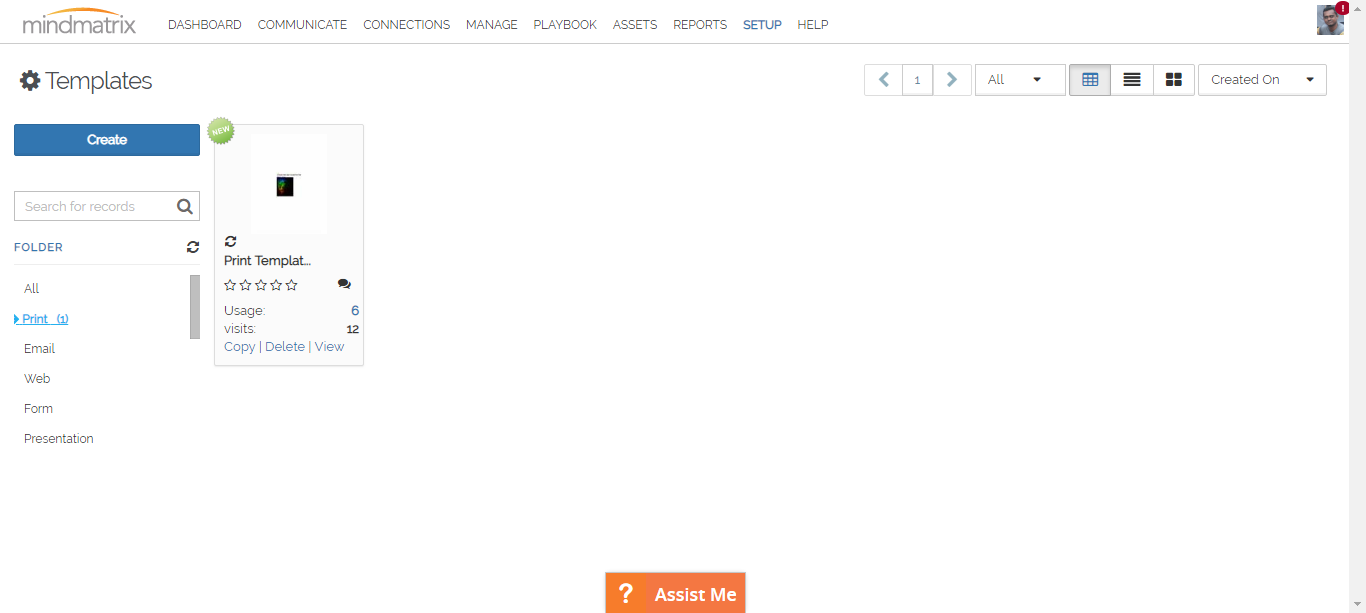 mindmatrix
DASHBOARD COMMUNICATE CONNECTIONS MANAGE PLAYBOOK ASSETS REPORTS SETUP HELP
!
Templates
1
All
Created On
Create
NEW
Search for records
FOLDER
All
Print (1)
Email
Web
Form
Presentation
Print Templat...
Usage: 6
visits: 12
Copy | Delete | View
? Assist Me